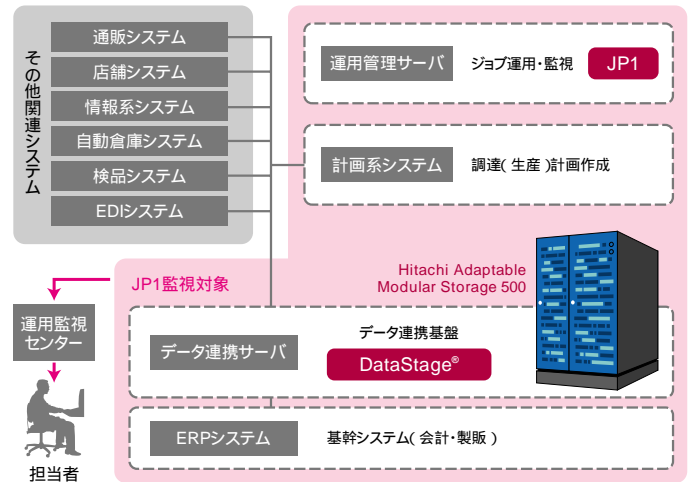 その他関連システム
通販システム
店舗システム
情報系システム
自動倉庫システム
検品システム
EDIシステム
運用管理サーバ
ジョブ運用・監視
JP1
計画系システム
調達(生産)計画作成
Hitachi Adaptable
Modular Storage 500
JP1監視対象
運用監視
センター
担当者
データ連携サーバ
データ連携基盤
DataStage®
ERPシステム
基幹システム(会計・製販)